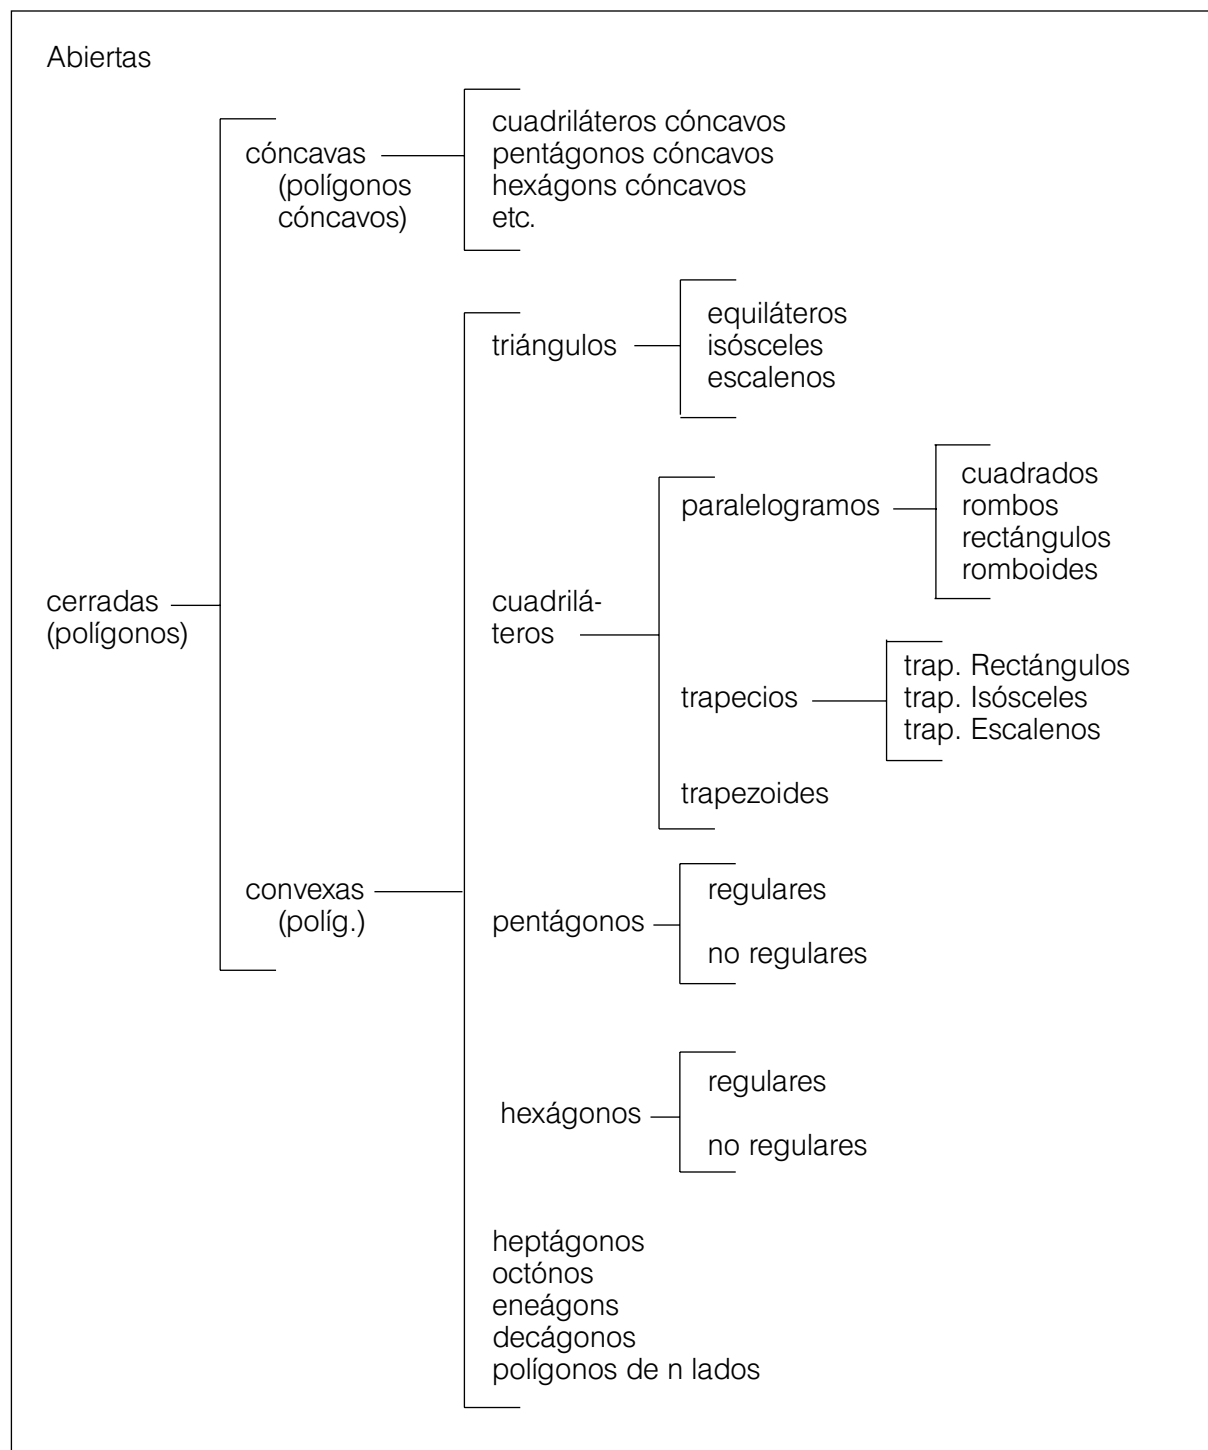 Abiertas
cóncavas
(polígonos
cóncavos)
cuadriláteros cóncavos
pentágonos cóncavos
hexágons cóncavos
etc.
triángulos
equiláteros
isósceles
escalenos
cerradas
(polígonos)
cuadrilá-
teros
paralelogramos
cuadrados
rombos
rectángulos
romboides
trapecios
trap. Rectángulos
trap. Isósceles
trap. Escalenos
trapezoides
convexas
(políg.)
pentágonos
regulares
no regulares
hexágonos
regulares
no regulares
heptágonos
octónos
eneágons
decágonos
polígonos de n lados